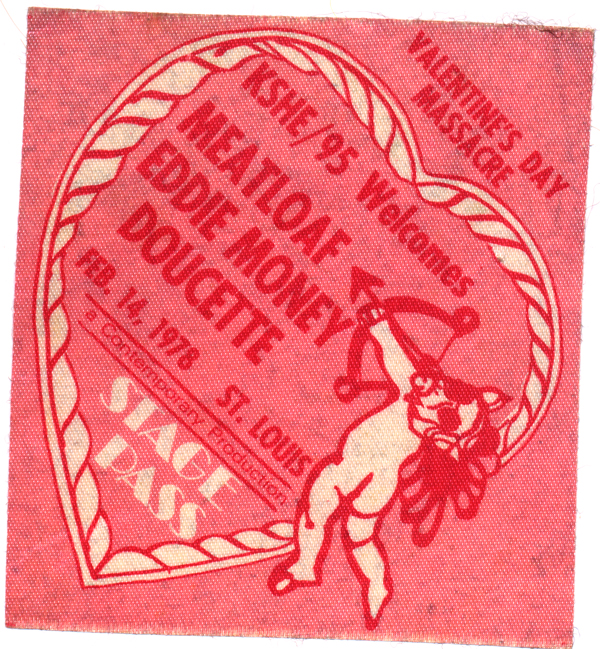 VALENTINE'S DAY
MASSACRE
KSHE/95 Welcomes
MEATLOAF
EDDIE MONEY
DOUCETTE
FEB. 14, 1978 ST. LOUIS
a Contemporary Production
STAGE
PASS